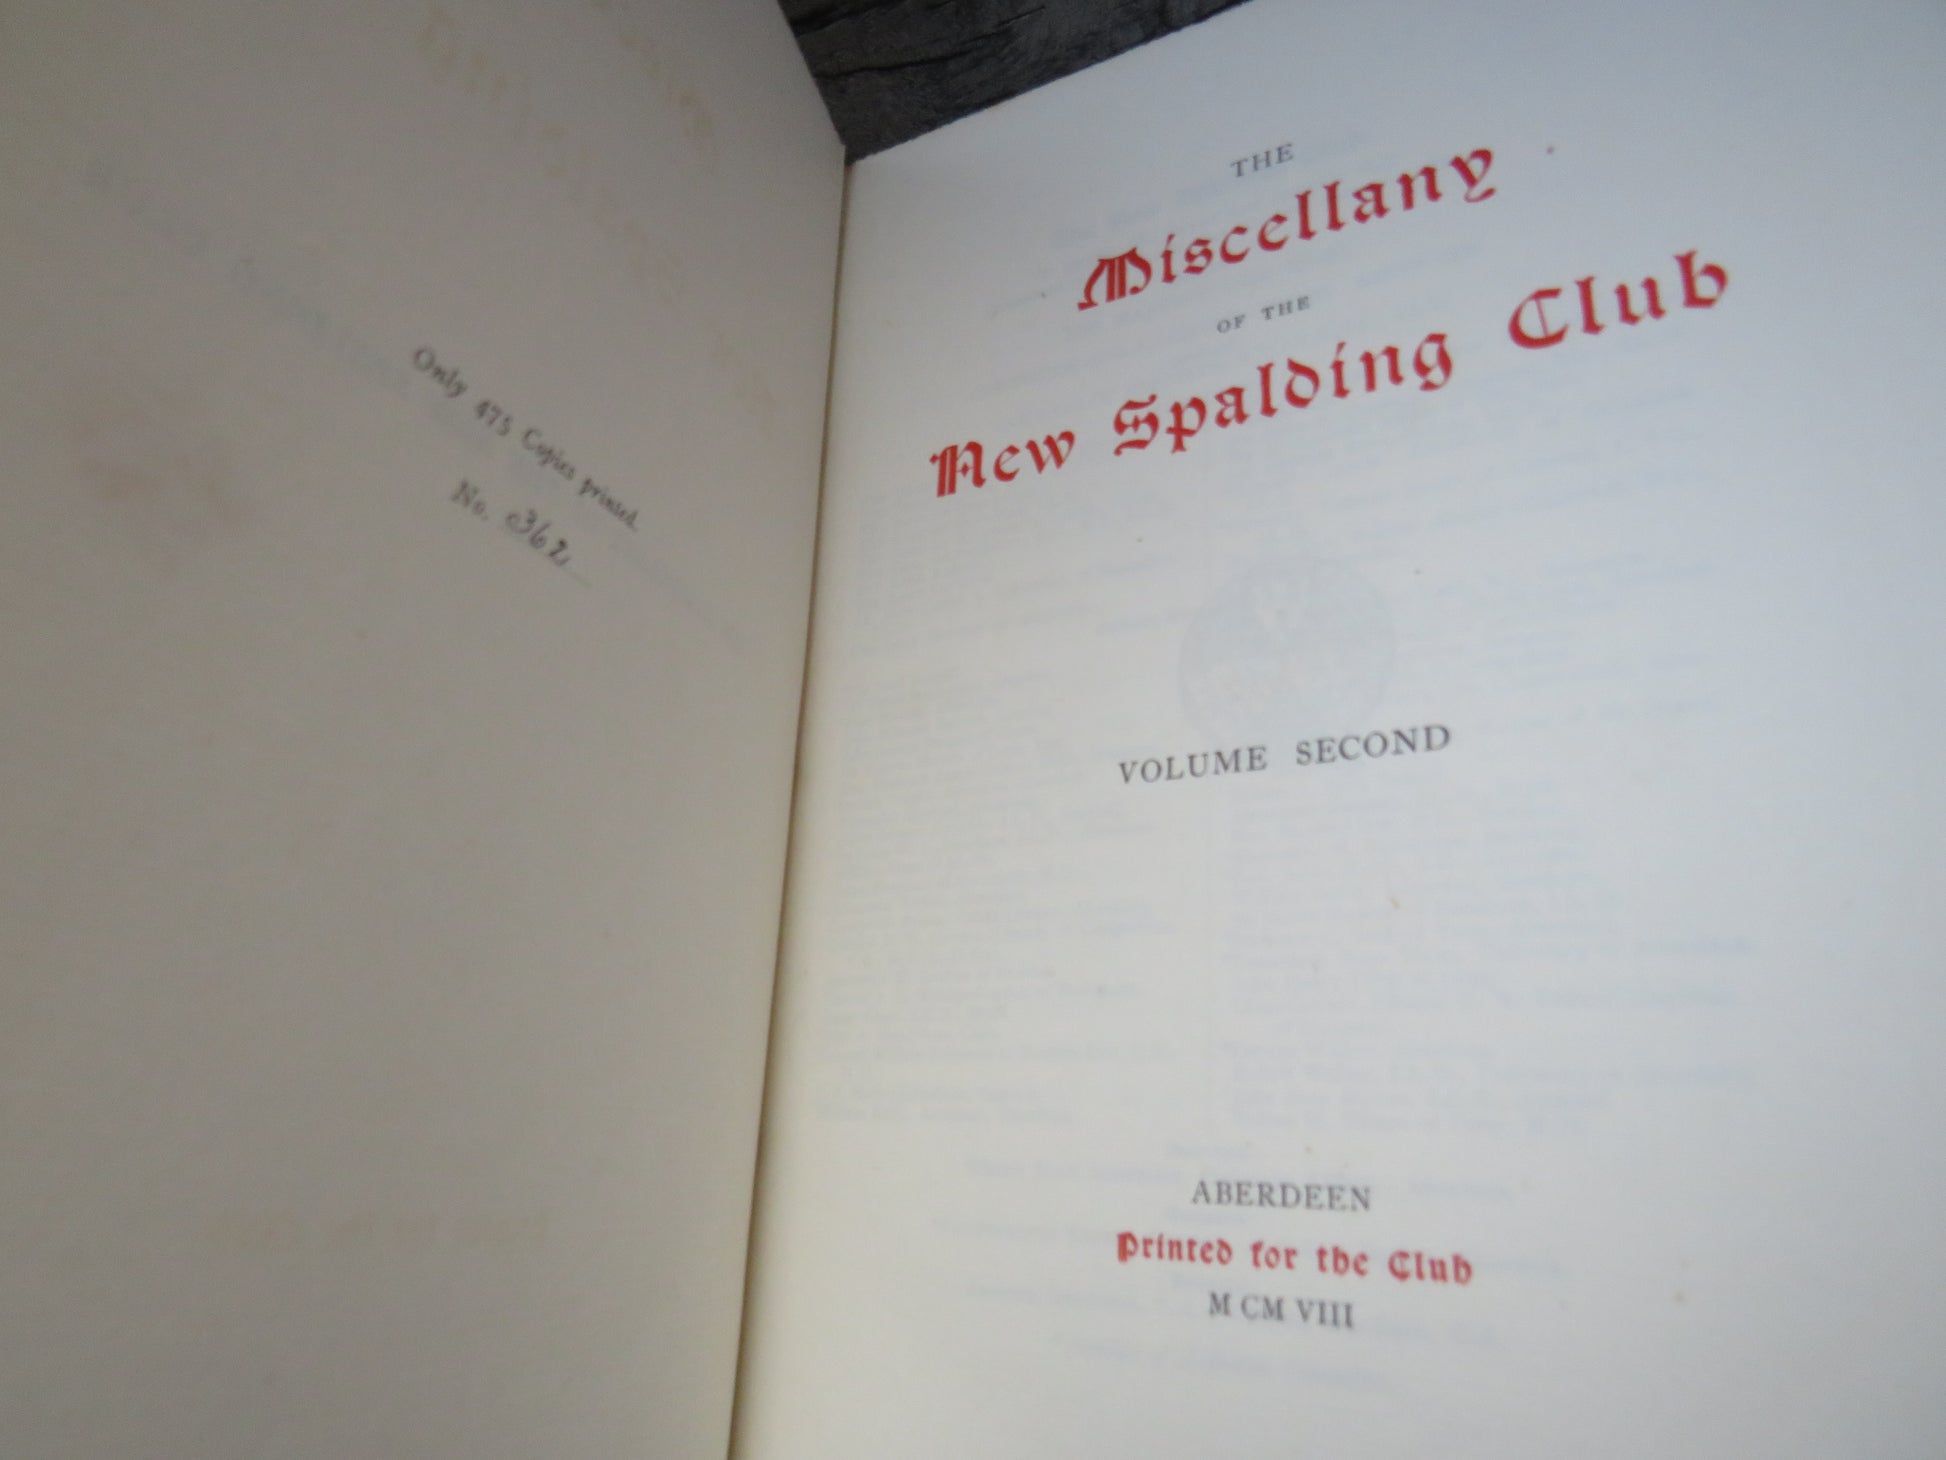 Only 475 Copies printed.
No. 362
THE
Miscellany
OF THE
New Spalding Club
VOLUME SECOND
ABERDEEN
Printed for the Club
M CM VIII